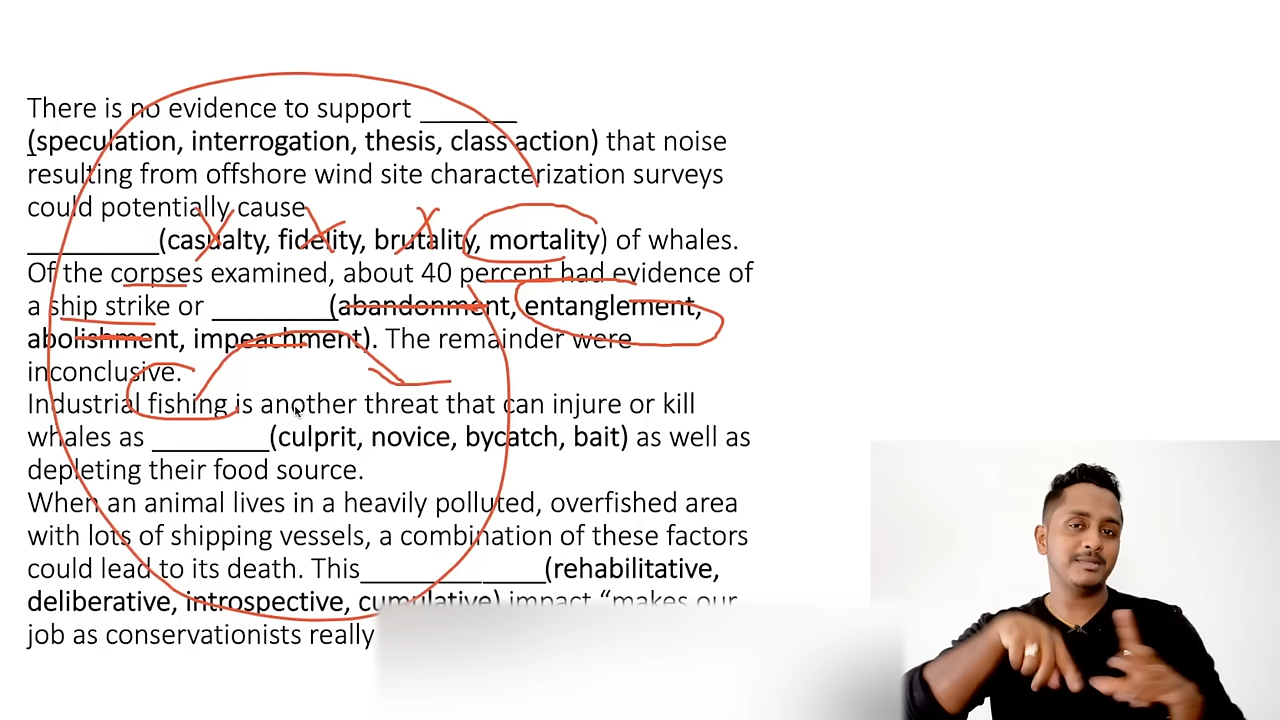 There is no evidence to support _______
(speculation, interrogation, thesis, class action) that noise
resulting from offshore wind site characterization surveys
could potentially cause
_________(casualty, fidelity, brutality, mortality) of whales.
Of the corpses examined, about 40 percent had evidence of
a ship strike or _________(abandonment, entanglement,
abolishment, impeachment). The remainder were
inconclusive.
Industrial fishing is another threat that can injure or kill
whales as ________(culprit, novice, bycatch, bait) as well as
depleting their food source.
When an animal lives in a heavily polluted, overfished area
with lots of shipping vessels, a combination of these factors
could lead to its death. This_____________(rehabilitative,
deliberative, introspective, cumulative) impact “makes our
job as conservationists really